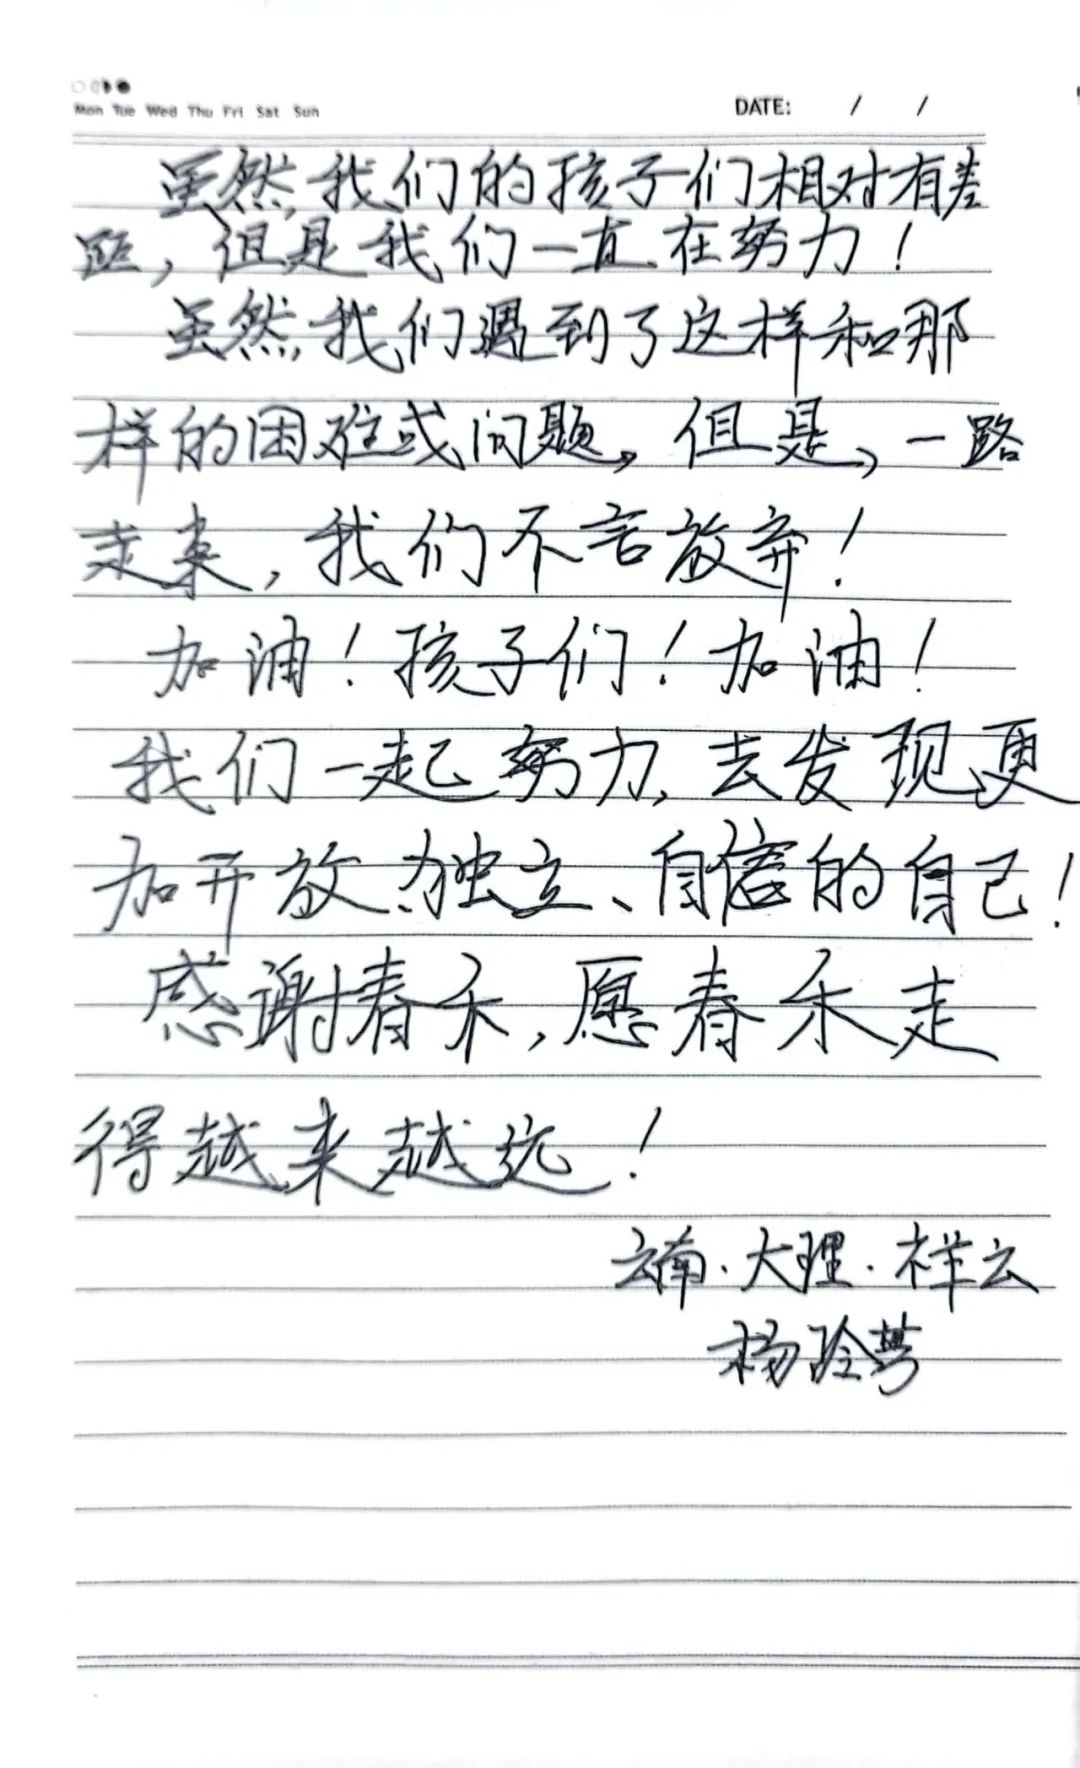 Mon Tue Wed Thu Fri Sat Sun
DATE: / /
虽然,我们的孩子们相对有差
距，但是我们一直在努力！
虽然,我们遇到了这样和那
样的困难或问题，但是，一路
走来，我们不言放弃！
加油！孩子们！加油！
我们一起努力，去发现更
加开放、独立、自信的自己！
感谢春禾，愿春禾走
得越来越远！
云南·大理·祥云
杨玲